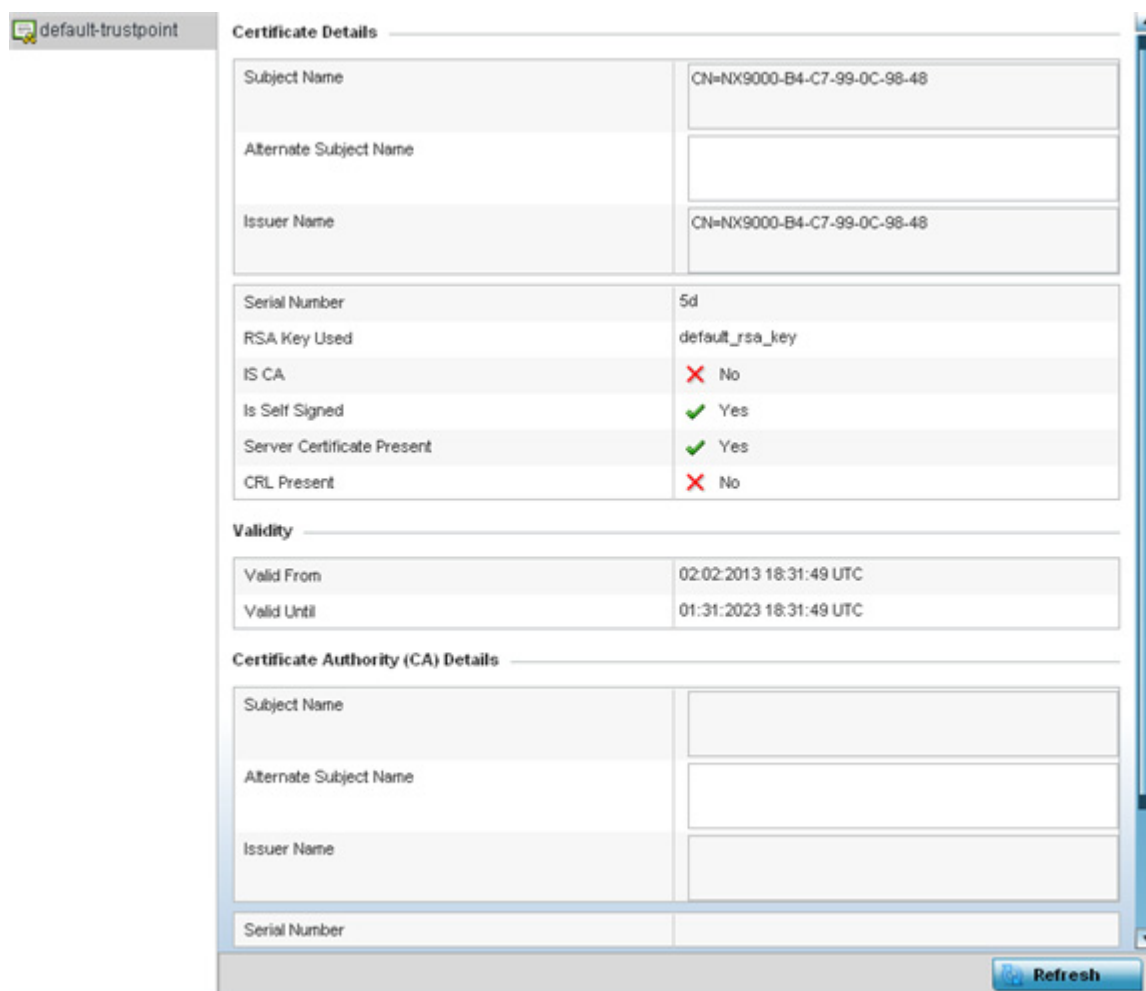 default-trustpoint
Certificate Details
Subject Name
CN=NX9000-B4-C7-99-0C-98-48
Alternate Subject Name
Issuer Name
CN=NX9000-B4-C7-99-0C-98-48
Serial Number
5d
RSA Key Used
default_rsa_key
IS CA
No
Is Self Signed
Yes
Server Certificate Present
Yes
CRL Present
No
Validity
Valid From
02:02:2013 18:31:49 UTC
Valid Until
01:31:2023 18:31:49 UTC
Certificate Authority (CA) Details
Subject Name
Alternate Subject Name
Issuer Name
Serial Number
Refresh